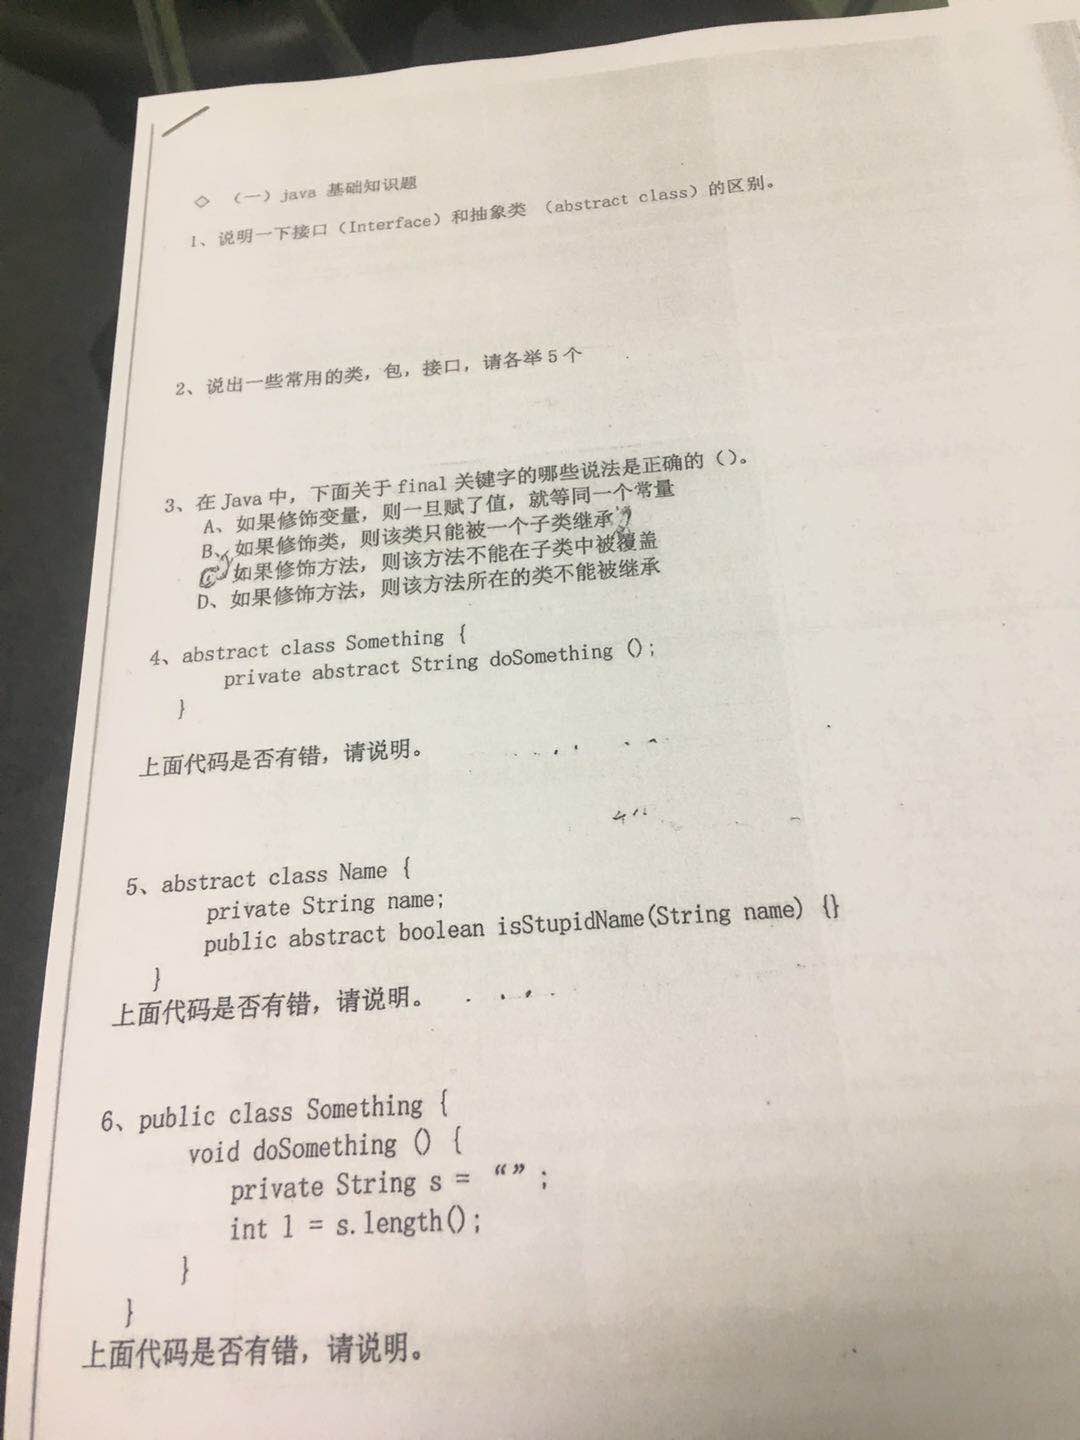 ◇ （一）java 基础知识题
1、说明一下接口（Interface）和抽象类 （abstract class）的区别。
2、说出一些常用的类，包，接口，请各举 5 个
3、在 Java 中，下面关于 final 关键字的哪些说法是正确的（）。
A、如果修饰变量，则一旦赋了值，就等同一个常量
B、如果修饰类，则该类只能被一个子类继承
C、如果修饰方法，则该方法不能在子类中被覆盖
D、如果修饰方法，则该方法所在的类不能被继承
4、abstract class Something {
private abstract String doSomething ();
}
上面代码是否有错，请说明。
5、abstract class Name {
private String name;
public abstract boolean isStupidName(String name) {}
}
上面代码是否有错，请说明。
6、public class Something {
void doSomething () {
private String s = “”;
int l = s.length();
}
}
上面代码是否有错，请说明。